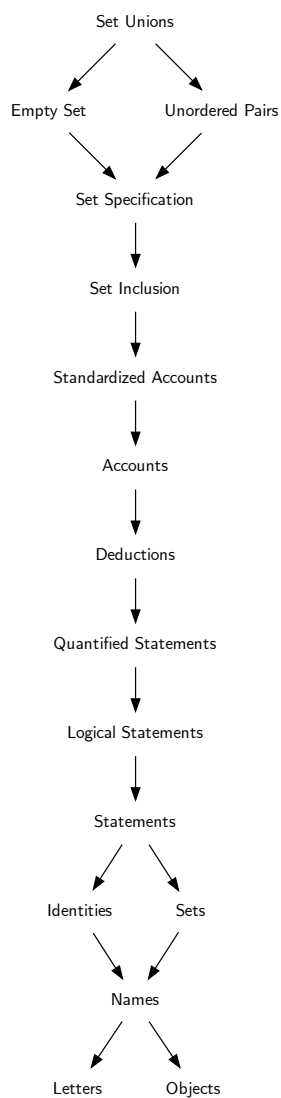 Set Unions
Empty Set
Unordered Pairs
Set Specification
Set Inclusion
Standardized Accounts
Accounts
Deductions
Quantified Statements
Logical Statements
Statements
Identities
Sets
Names
Letters
Objects